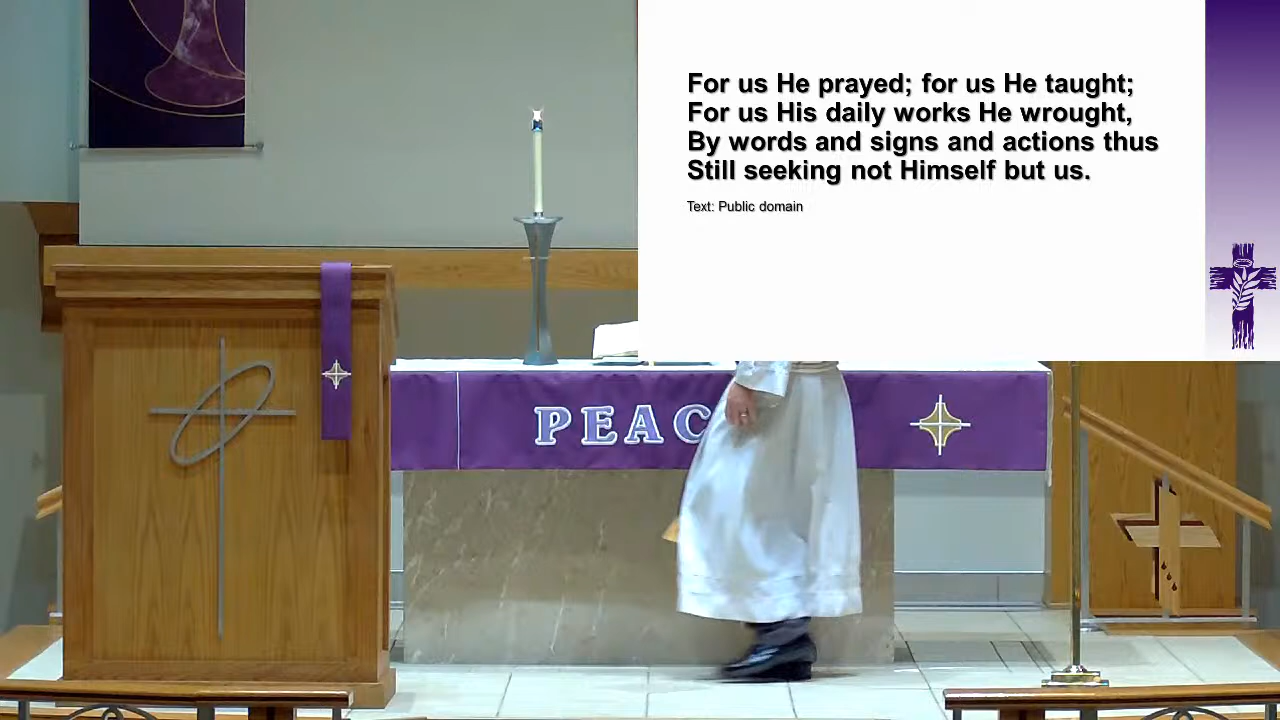 For us He prayed; for us He taught;
For us His daily works He wrought,
By words and signs and actions thus
Still seeking not Himself but us.
Text: Public domain
PEAC